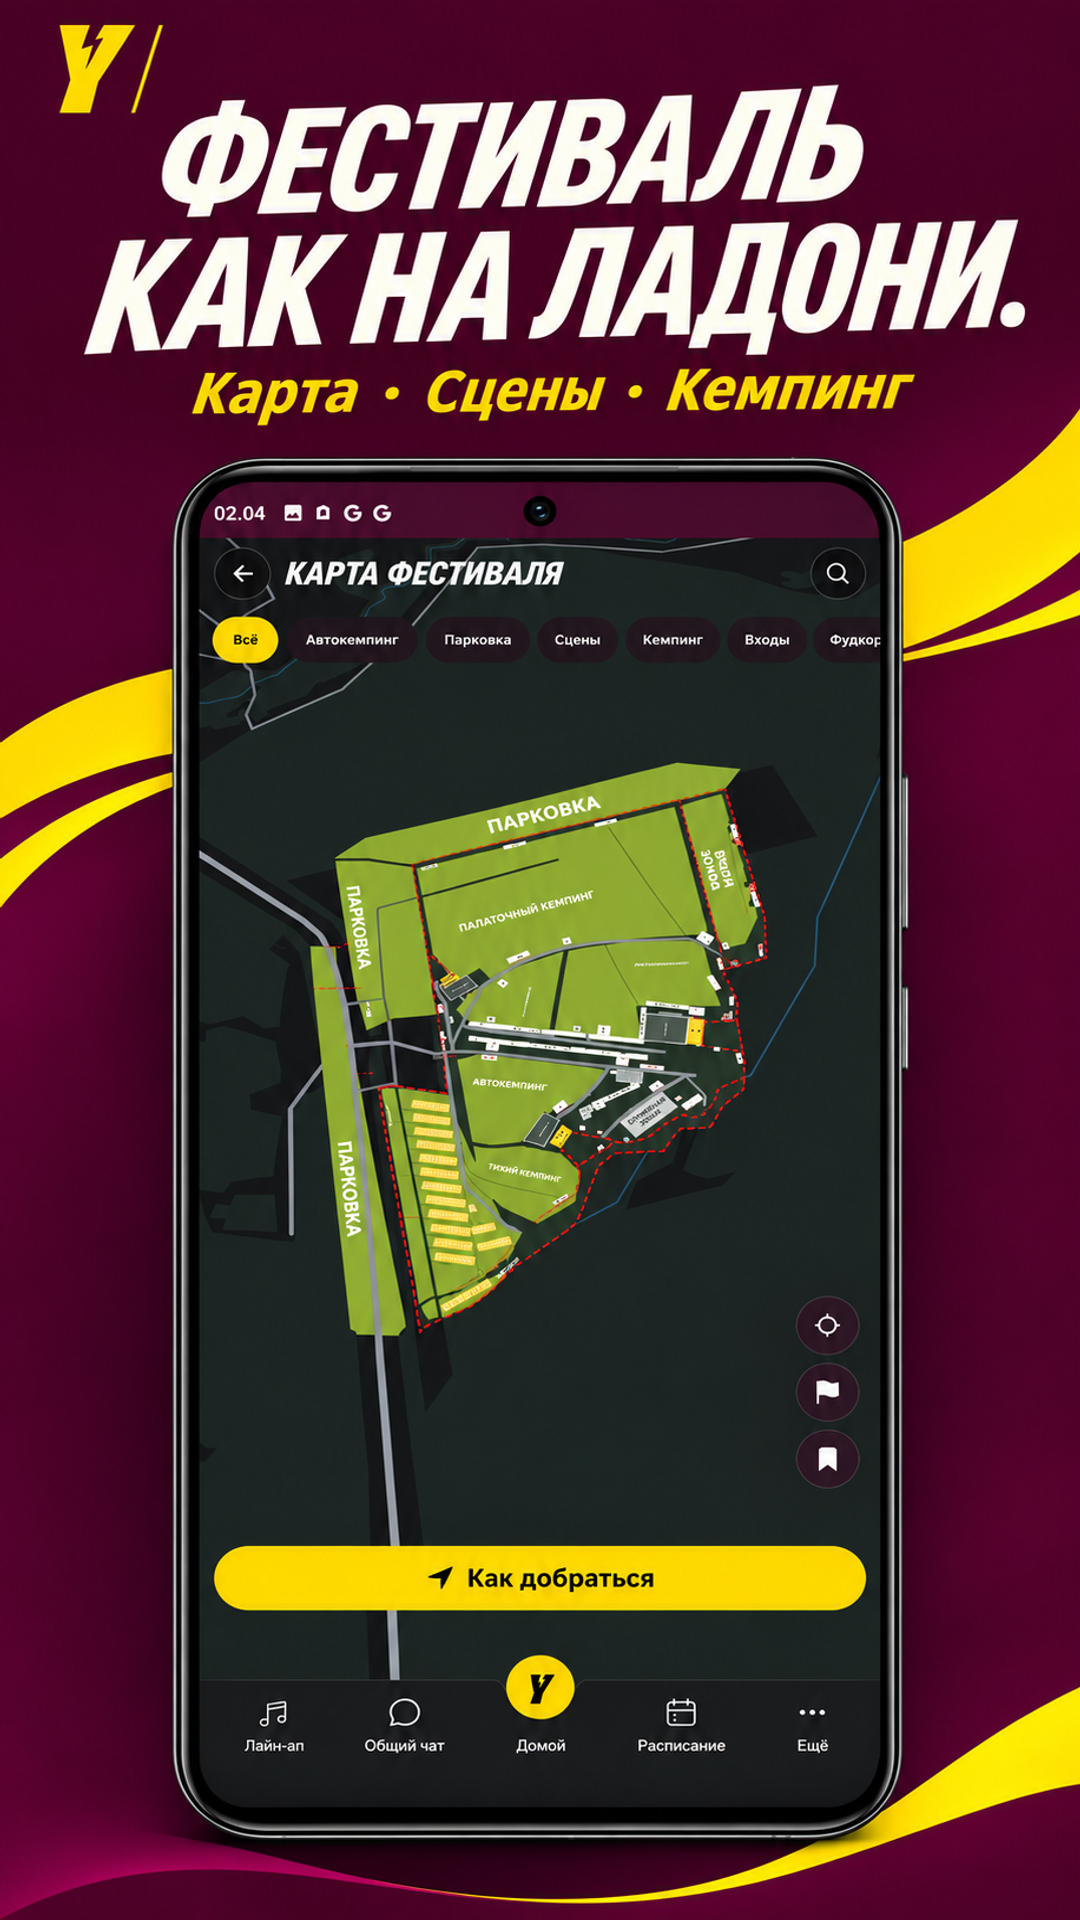 Y
ФЕСТИВАЛЬ
КАК НА ЛАДОНИ.
Карта • Сцены • Кемпинг
02.04 G G
КАРТА ФЕСТИВАЛЯ
Всё Автокемпинг Парковка Сцены Кемпинг Входы Фудкор
ПАРКОВКА
ПАРКОВКА
ПАЛАТОЧНЫЙ КЕМПИНГ
АВТОКЕМПИНГ
ТИХИЙ КЕМПИНГ
ПАРКОВКА
Как добраться
Y
Лайн-ап Общий чат Домой Расписание Ещё